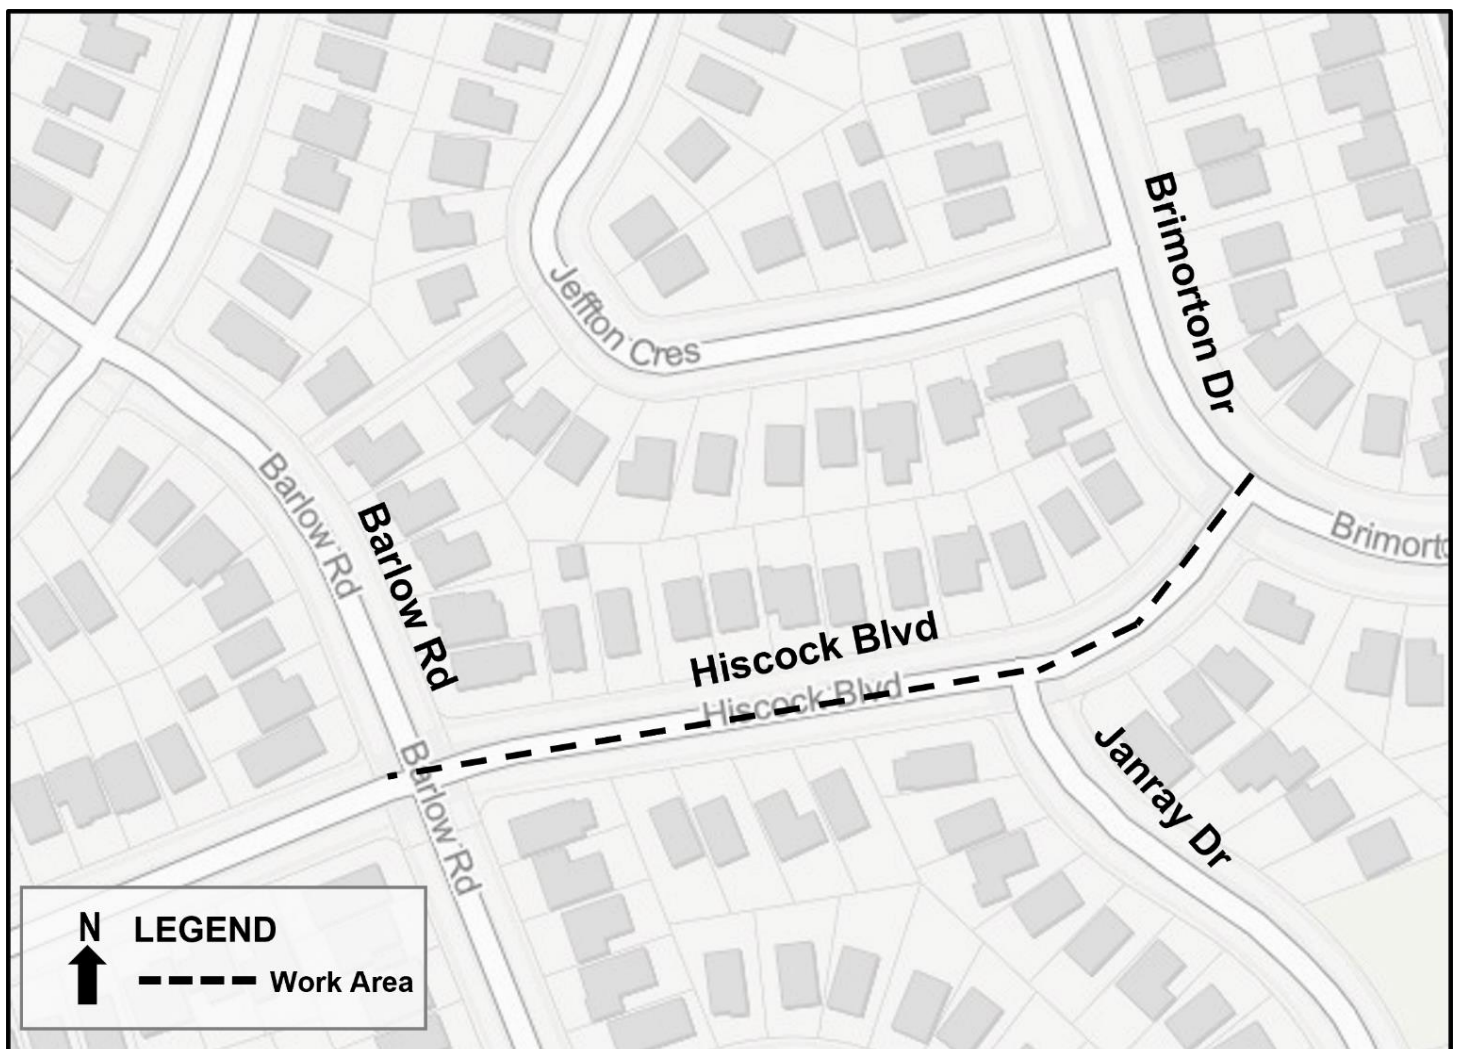 Brimorton Dr
Jeffton Cres
Barlow Rd
Barlow Rd
Brimorto
Hiscock Blvd
Hiscock Blvd
Janray Dr
Barlow Rd
N LEGEND
Work Area